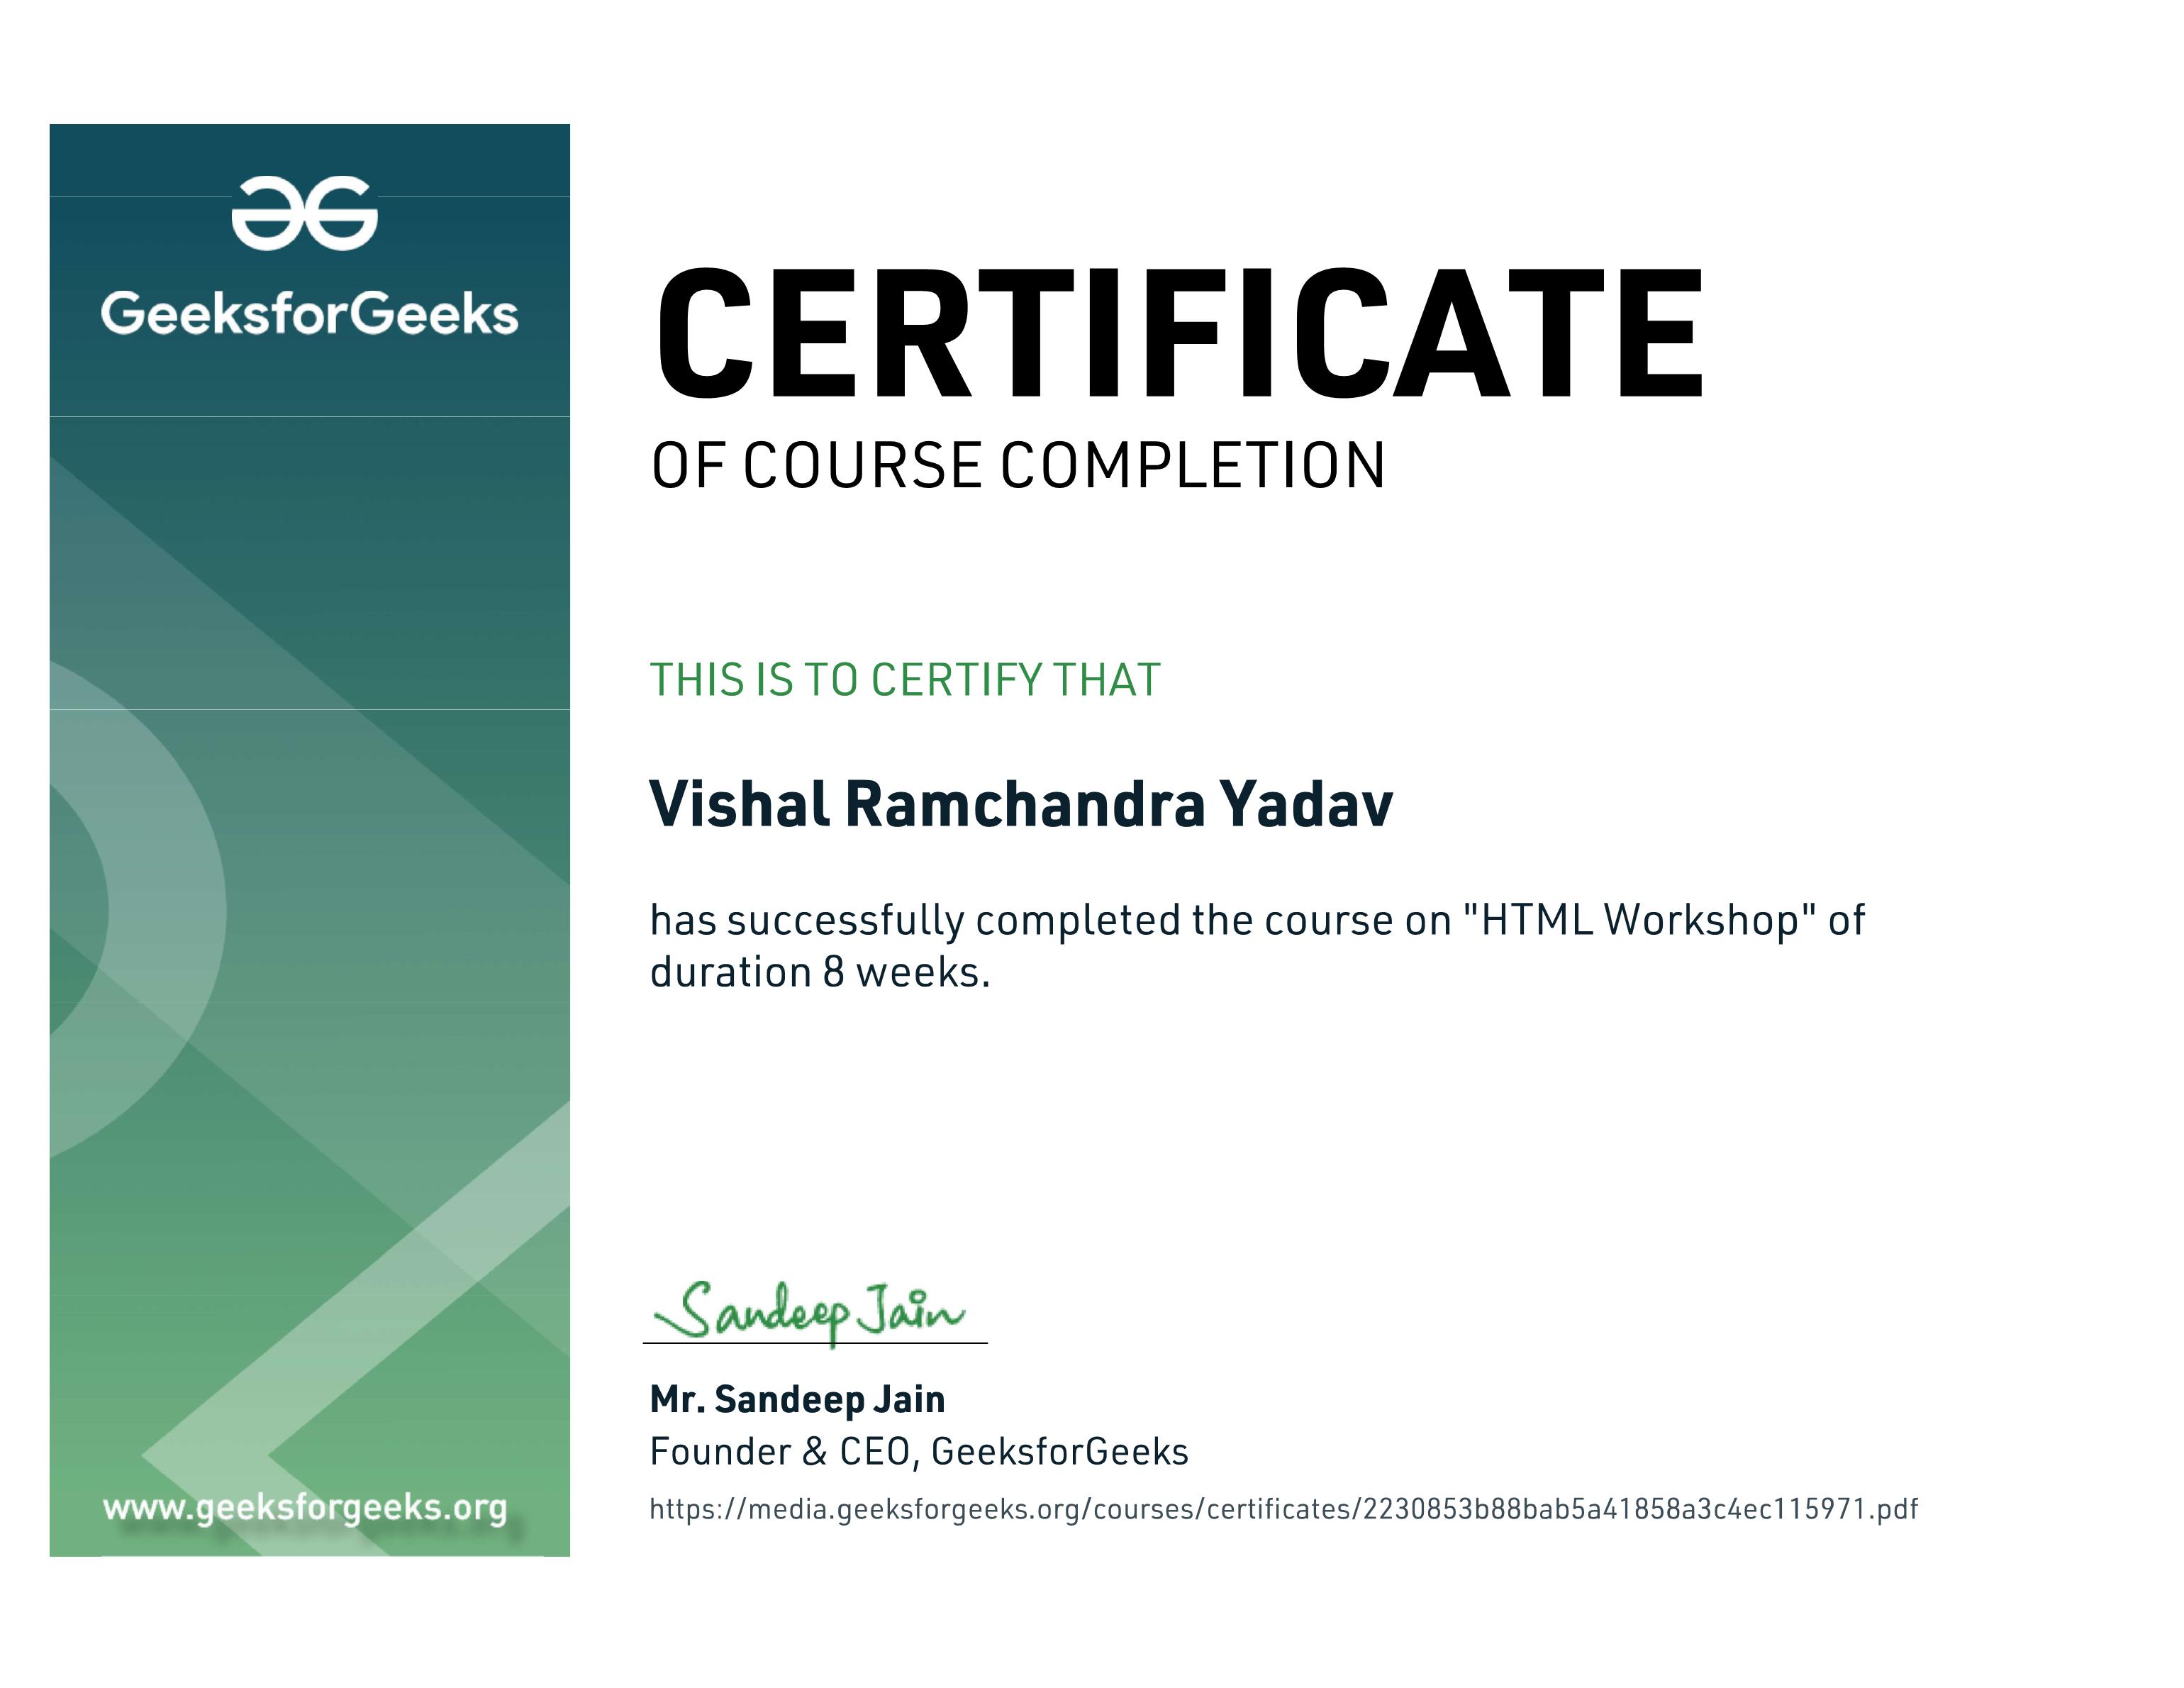 GeeksforGeeks
www.geeksforgeeks.org
CERTIFICATE
OF COURSE COMPLETION
THIS IS TO CERTIFY THAT
Vishal Ramchandra Yadav
has successfully completed the course on "HTML Workshop" of
duration 8 weeks.
Sandeep Jain
Mr. Sandeep Jain
Founder & CEO, GeeksforGeeks
https://media.geeksforgeeks.org/courses/certificates/2230853b88bab5a41858a3c4ec115971.pdf